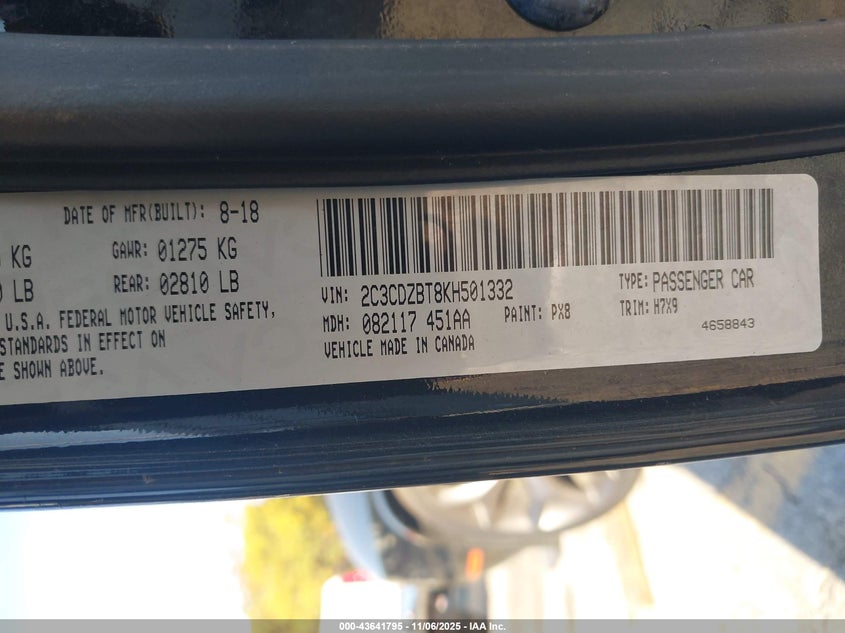 DATE OF MFR(BUILT): 8-18
KG GAWR: 01275 KG
LB REAR: 02810 LB
U.S.A. FEDERAL MOTOR VEHICLE SAFETY,
STANDARDS IN EFFECT ON
SHOWN ABOVE.
VIN: 2C3CDZBT8KH501332 TYPE: PASSENGER CAR
MDH: 082117 451AA PAINT: PX8 TRIM: H7X9
VEHICLE MADE IN CANADA 4658843
000-43641795 - 11/06/2025 - IAA Inc.